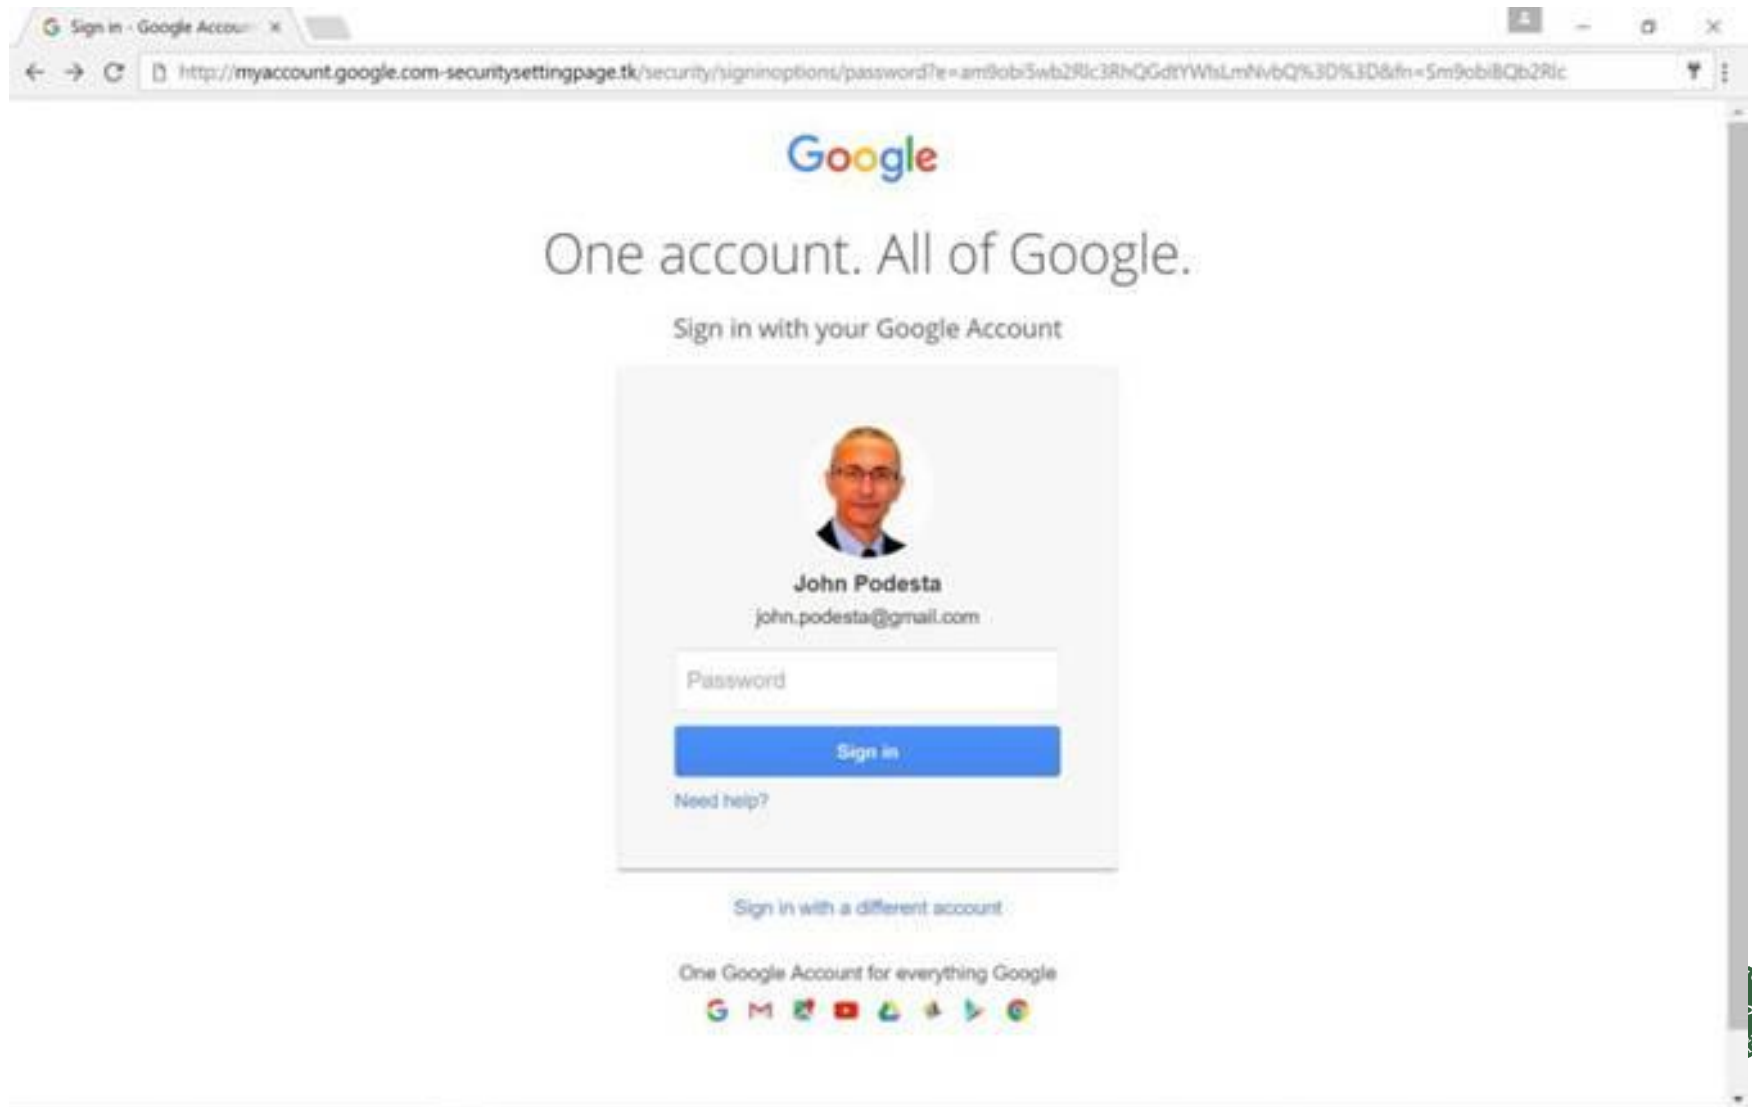 Sign in - Google Accou
http://myaccount.google.com-securitysettingpage.tk/security/signinoptions/password?e=am9obi5wb2Rlc3RhQGdtYWlsLmNvbQ%3D%3D&fn=Sm9obiBQb2Rlc
Google
One account. All of Google.
Sign in with your Google Account
John Podesta
john.podesta@gmail.com
Password
Sign in
Need help?
Sign in with a different account
One Google Account for everything Google